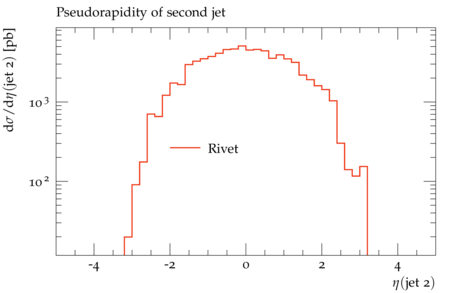 Pseudorapidity of second jet
dσ/dη(jet 2) [pb]
10³
10²
Rivet
-4 -2 0 2 4
η(jet 2)